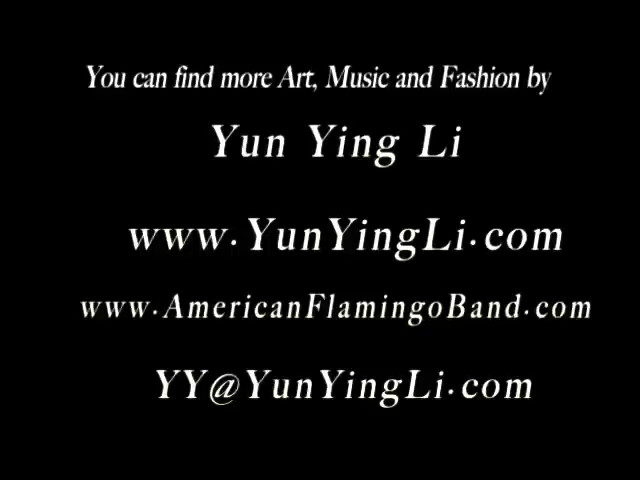 You can find more Art, Music and Fashion by
Yun Ying Li
www.YunYingLi.com
www.AmericanFlamingoBand.com
YY@YunYingLi.com